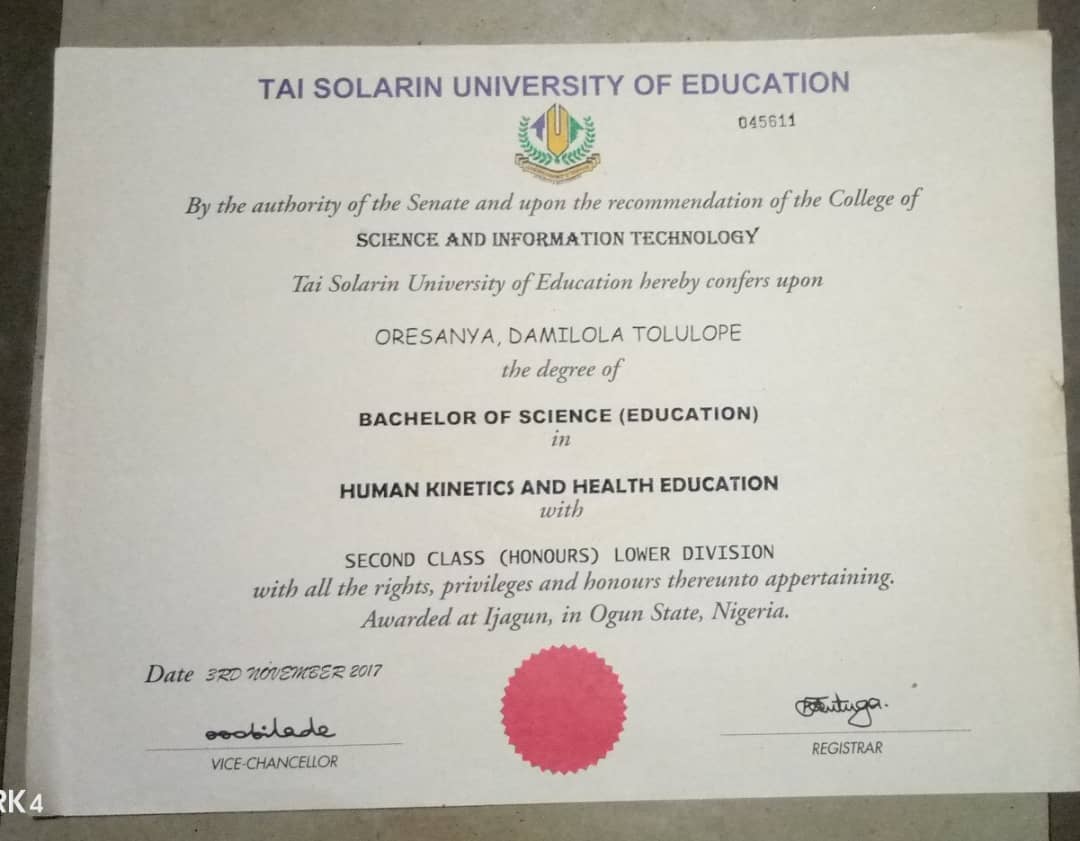 TAI SOLARIN UNIVERSITY OF EDUCATION
045611
By the authority of the Senate and upon the recommendation of the College of
SCIENCE AND INFORMATION TECHNOLOGY
Tai Solarin University of Education hereby confers upon
ORESANYA, DAMILOLA TOLULOPE
the degree of
BACHELOR OF SCIENCE (EDUCATION)
in
HUMAN KINETICS AND HEALTH EDUCATION
with
SECOND CLASS (HONOURS) LOWER DIVISION
with all the rights, privileges and honours thereunto appertaining.
Awarded at Ijagun, in Ogun State, Nigeria.
Date 3RD NOVEMBER 2017
VICE-CHANCELLOR
REGISTRAR
RK 4